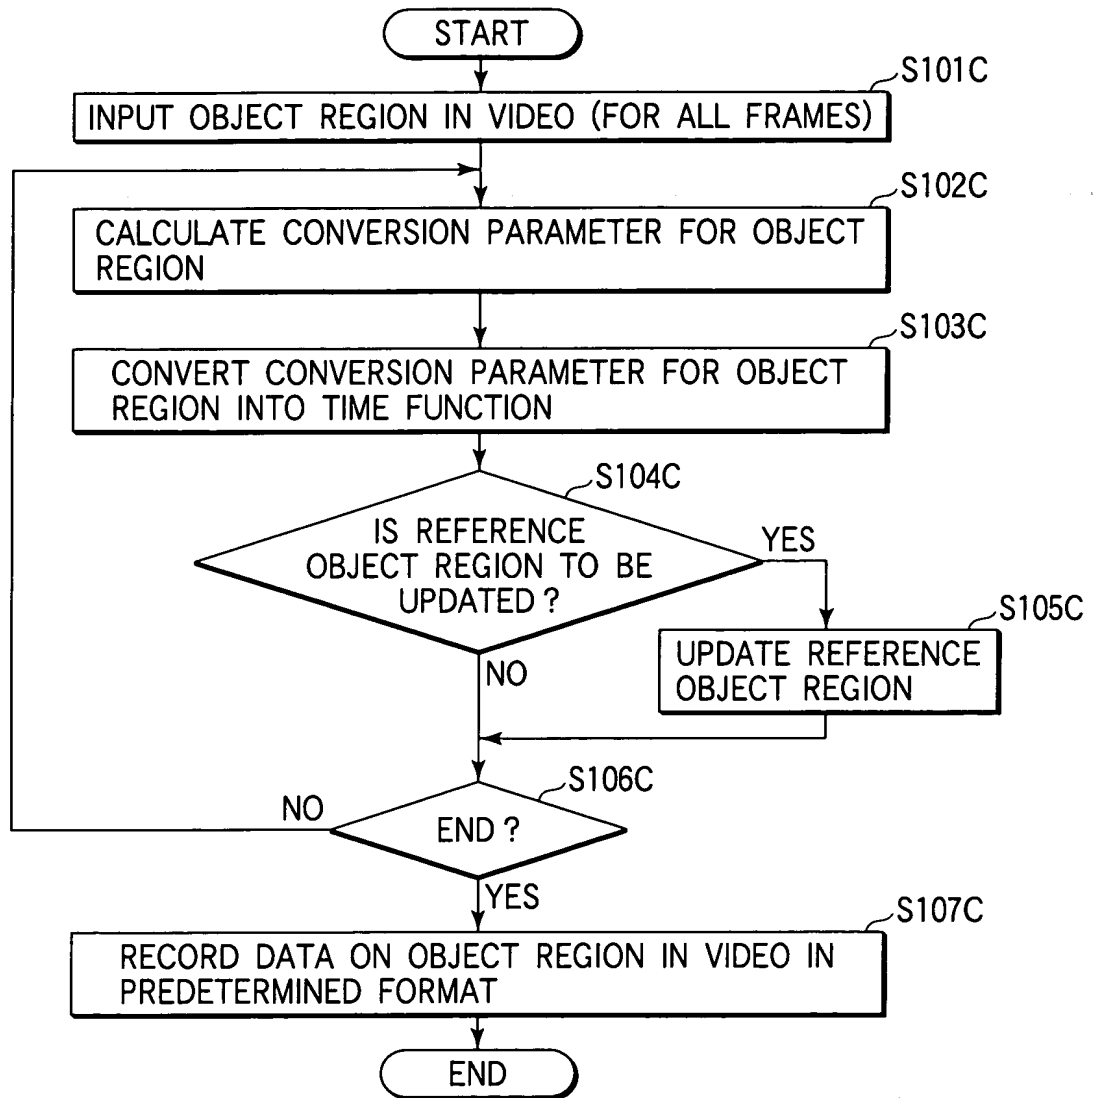 START
S101C
INPUT OBJECT REGION IN VIDEO (FOR ALL FRAMES)
S102C
CALCULATE CONVERSION PARAMETER FOR OBJECT
REGION
S103C
CONVERT CONVERSION PARAMETER FOR OBJECT
REGION INTO TIME FUNCTION
S104C
IS REFERENCE
OBJECT REGION TO BE
UPDATED?
YES
S105C
UPDATE REFERENCE
OBJECT REGION
NO
S106C
END?
NO
YES
S107C
RECORD DATA ON OBJECT REGION IN VIDEO IN
PREDETERMINED FORMAT
END